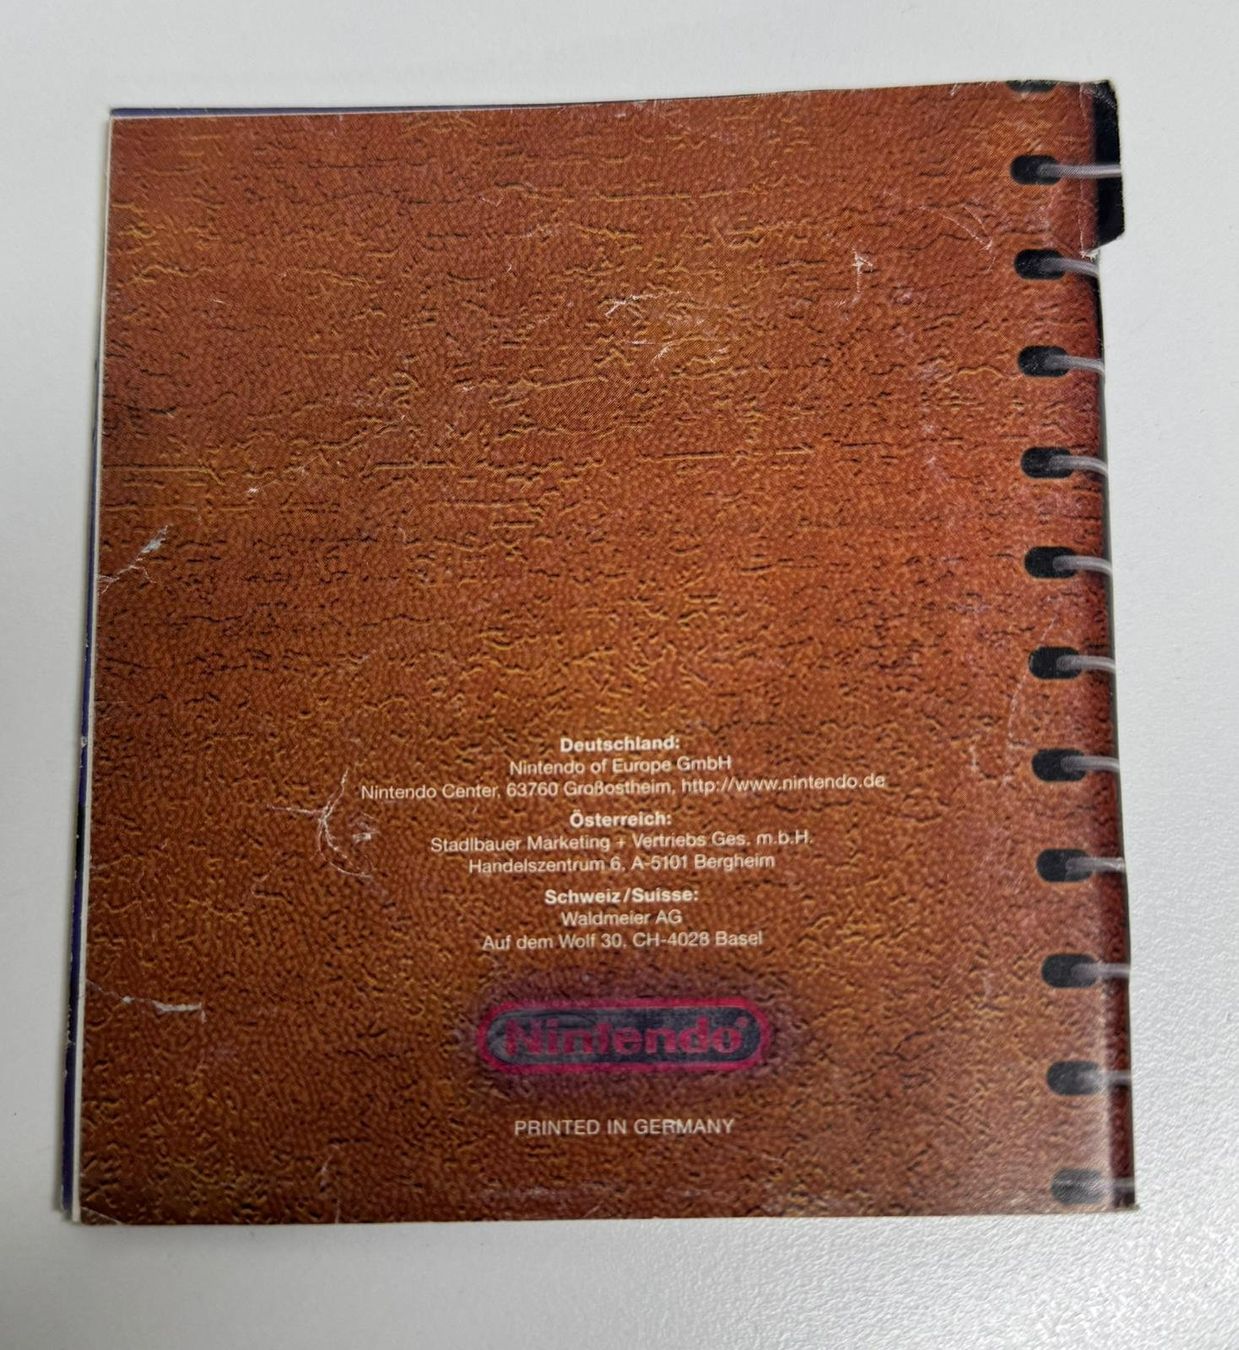 Deutschland:
Nintendo of Europe GmbH
Nintendo Center, 63760 Großostheim, http://www.nintendo.de
Österreich:
Stadlbauer Marketing + Vertriebs Ges. m.b.H.
Handelszentrum 6, A-5101 Bergheim
Schweiz/Suisse:
Waldmeier AG
Auf dem Wolf 30, CH-4028 Basel
Nintendo®
PRINTED IN GERMANY